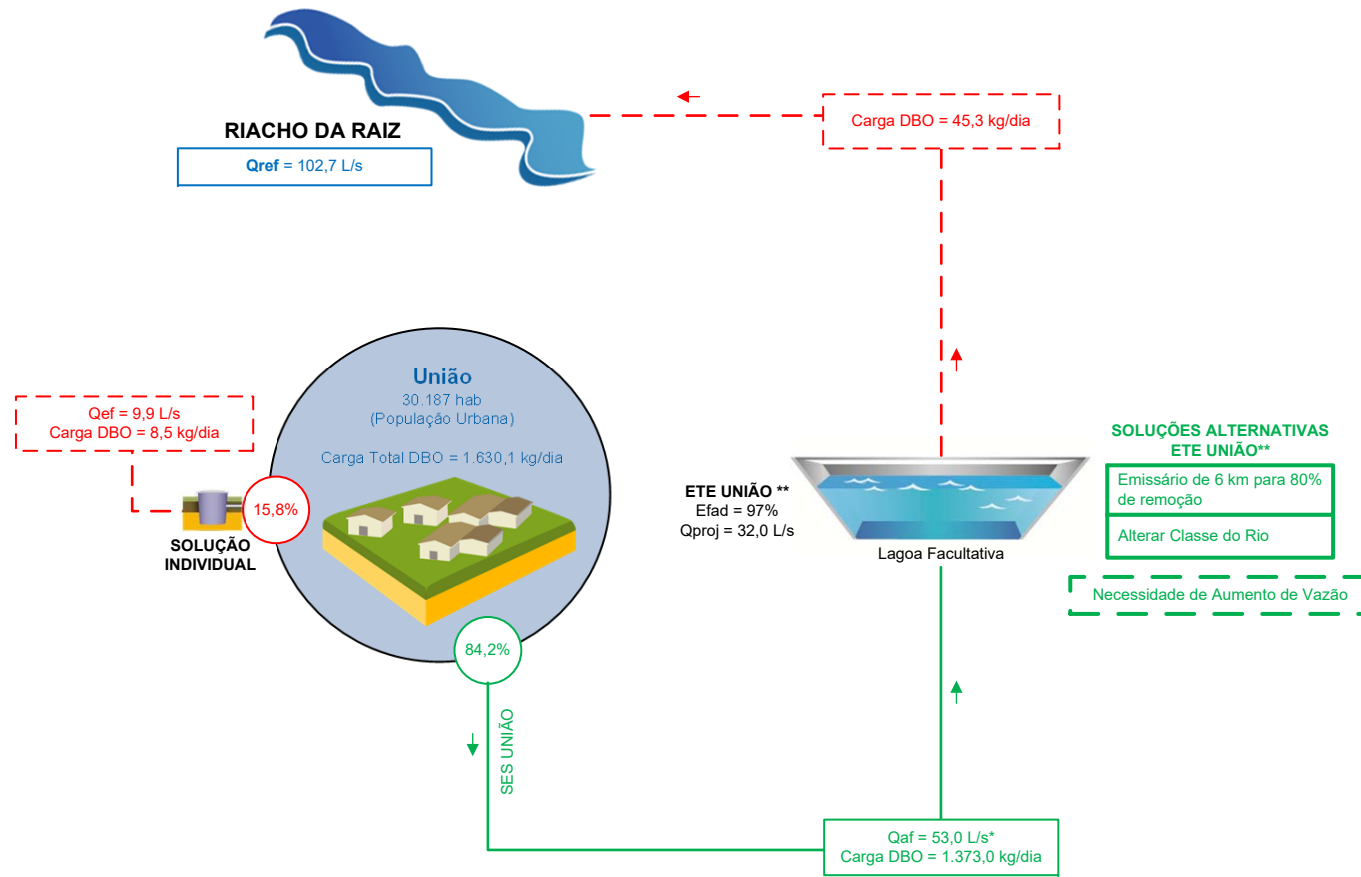 RIACHO DA RAIZ
Qref = 102,7 L/s
Carga DBO = 45,3 kg/dia
União
30.187 hab
(População Urbana)
Carga Total DBO = 1.630,1 kg/dia
Qef = 9,9 L/s
Carga DBO = 8,5 kg/dia
15,8%
SOLUÇÃO
INDIVIDUAL
84,2%
SES UNIÃO
ETE UNIÃO **
Efad = 97%
Qproj = 32,0 L/s
Lagoa Facultativa
SOLUÇÕES ALTERNATIVAS
ETE UNIÃO**
Emissário de 6 km para 80%
de remoção
Alterar Classe do Rio
Necessidade de Aumento de Vazão
Qaf = 53,0 L/s*
Carga DBO = 1.373,0 kg/dia